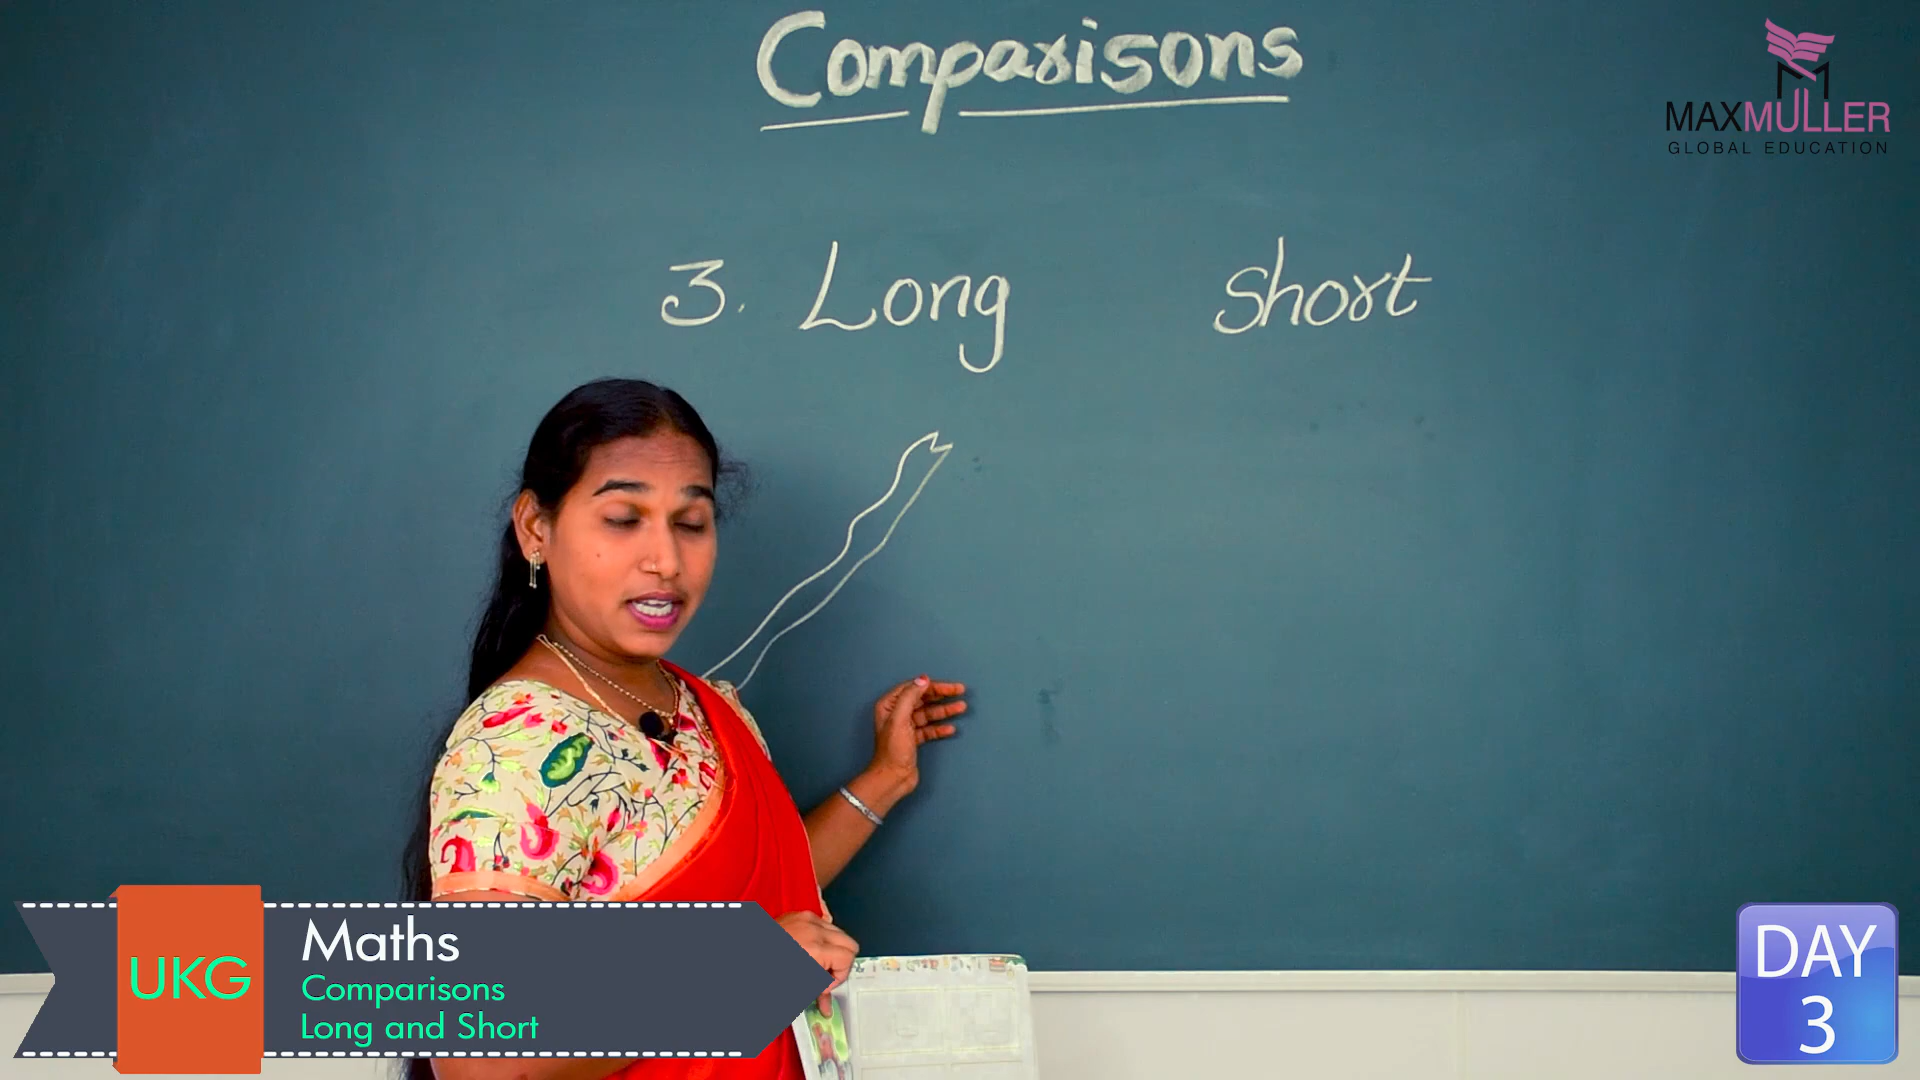 Comparisons
MAXMULLER
GLOBAL EDUCATION
3. Long short
UKG
Maths
Comparisons
Long and Short
DAY
3